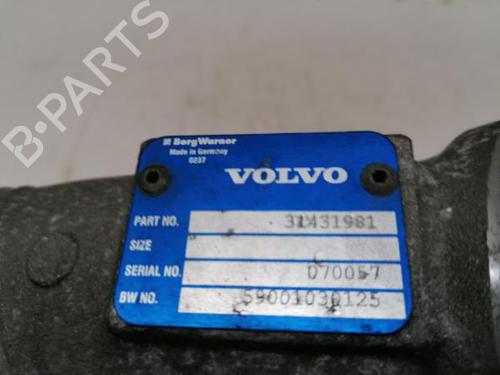 BorgWarner
Made in Germany
0237
VOLVO
PART NO. 31431981
SIZE C
SERIAL NO. D70057
BW NO. 59001030125
B-PARTS